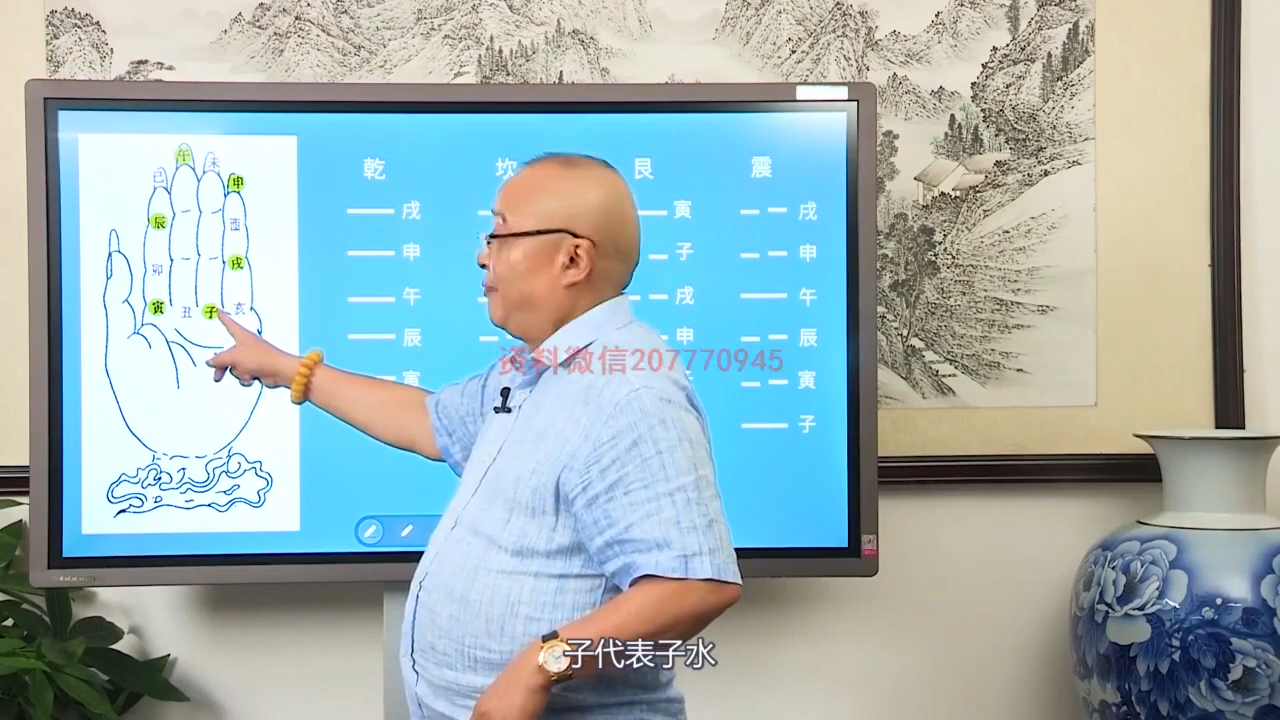 午 未
巳 申
辰 酉
卯 戌
寅 丑 子 亥
乾 坎 艮 震
戌 寅 戌
申 子 申
午 戌 午
辰 申 辰
寅 寅
子
资料微信207770945
子代表子水